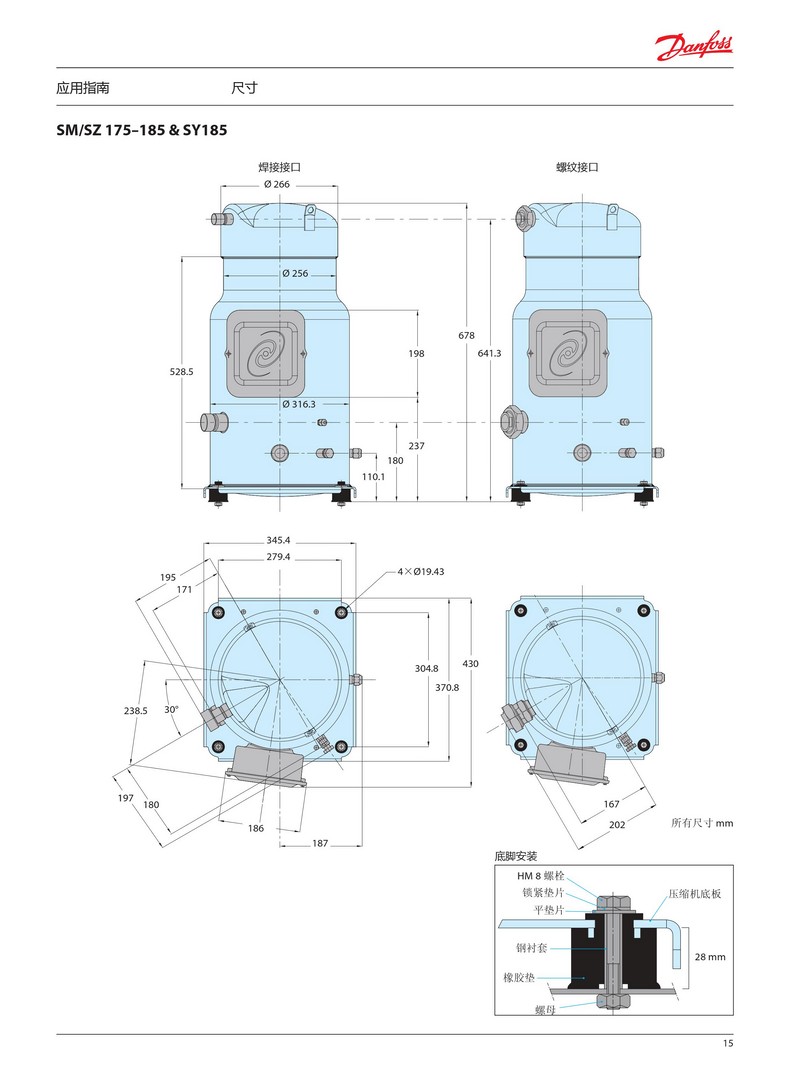 Danfoss
应用指南 尺寸
SM/SZ 175–185 & SY185
焊接接口 螺纹接口
Ø 266
Ø 256
678
198 641.3
528.5
Ø 316.3
237
180
110.1
345.4
279.4
4×Ø19.43
195
171
304.8 430
370.8
238.5 30°
197 180
167
186 202 所有尺寸 mm
187
底脚安装
HM 8 螺栓
锁紧垫片 压缩机底板
平垫片
钢衬套
28 mm
橡胶垫
螺母
15